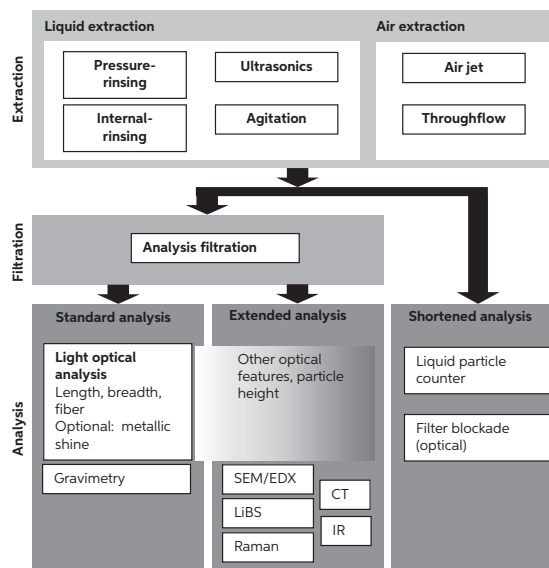 Extraction
Liquid extraction
Pressure-
rinsing
Ultrasonics
Internal-
rinsing
Agitation
Air extraction
Air jet
Throughflow
Filtration
Analysis filtration
Analysis
Standard analysis
Light optical
analysis
Length, breadth,
fiber
Optional: metallic
shine
Gravimetry
Extended analysis
Other optical
features, particle
height
SEM/EDX
LiBS
Raman
CT
IR
Shortened analysis
Liquid particle
counter
Filter blockade
(optical)